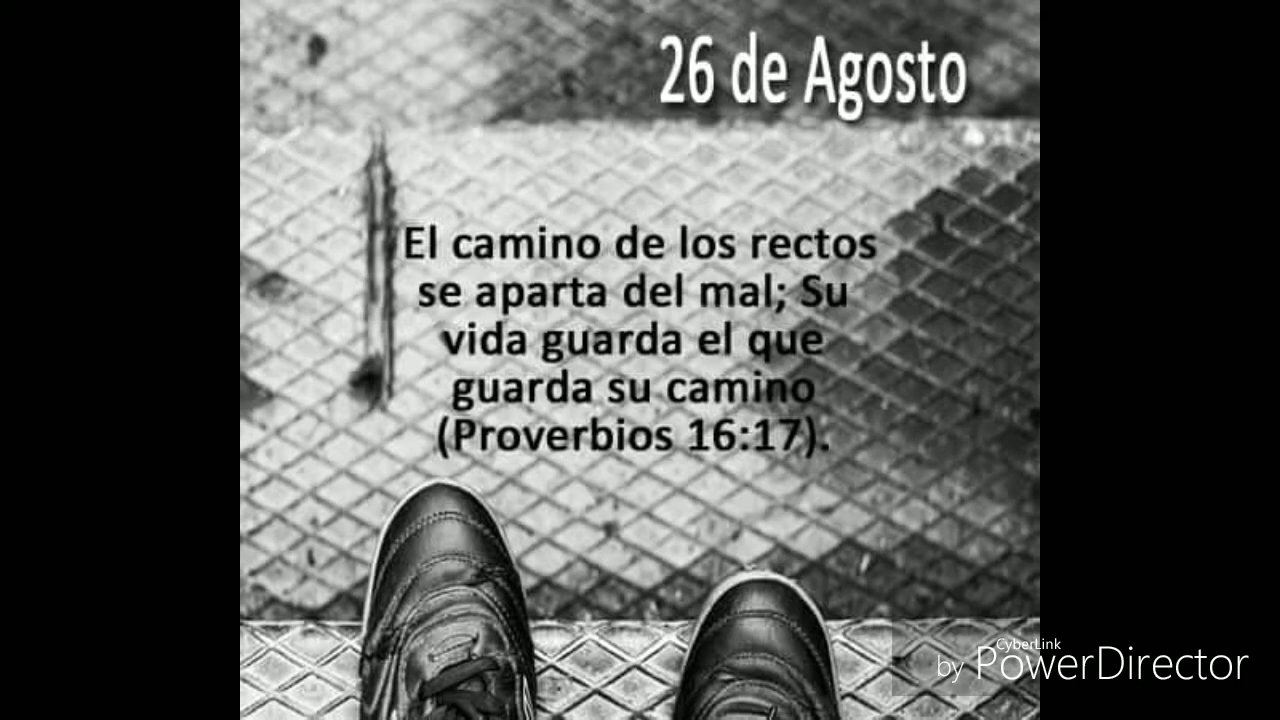 26 de Agosto
El camino de los rectos
se aparta del mal; Su
vida guarda el que
guarda su camino
(Proverbios 16:17).
CyberLink
by PowerDirector